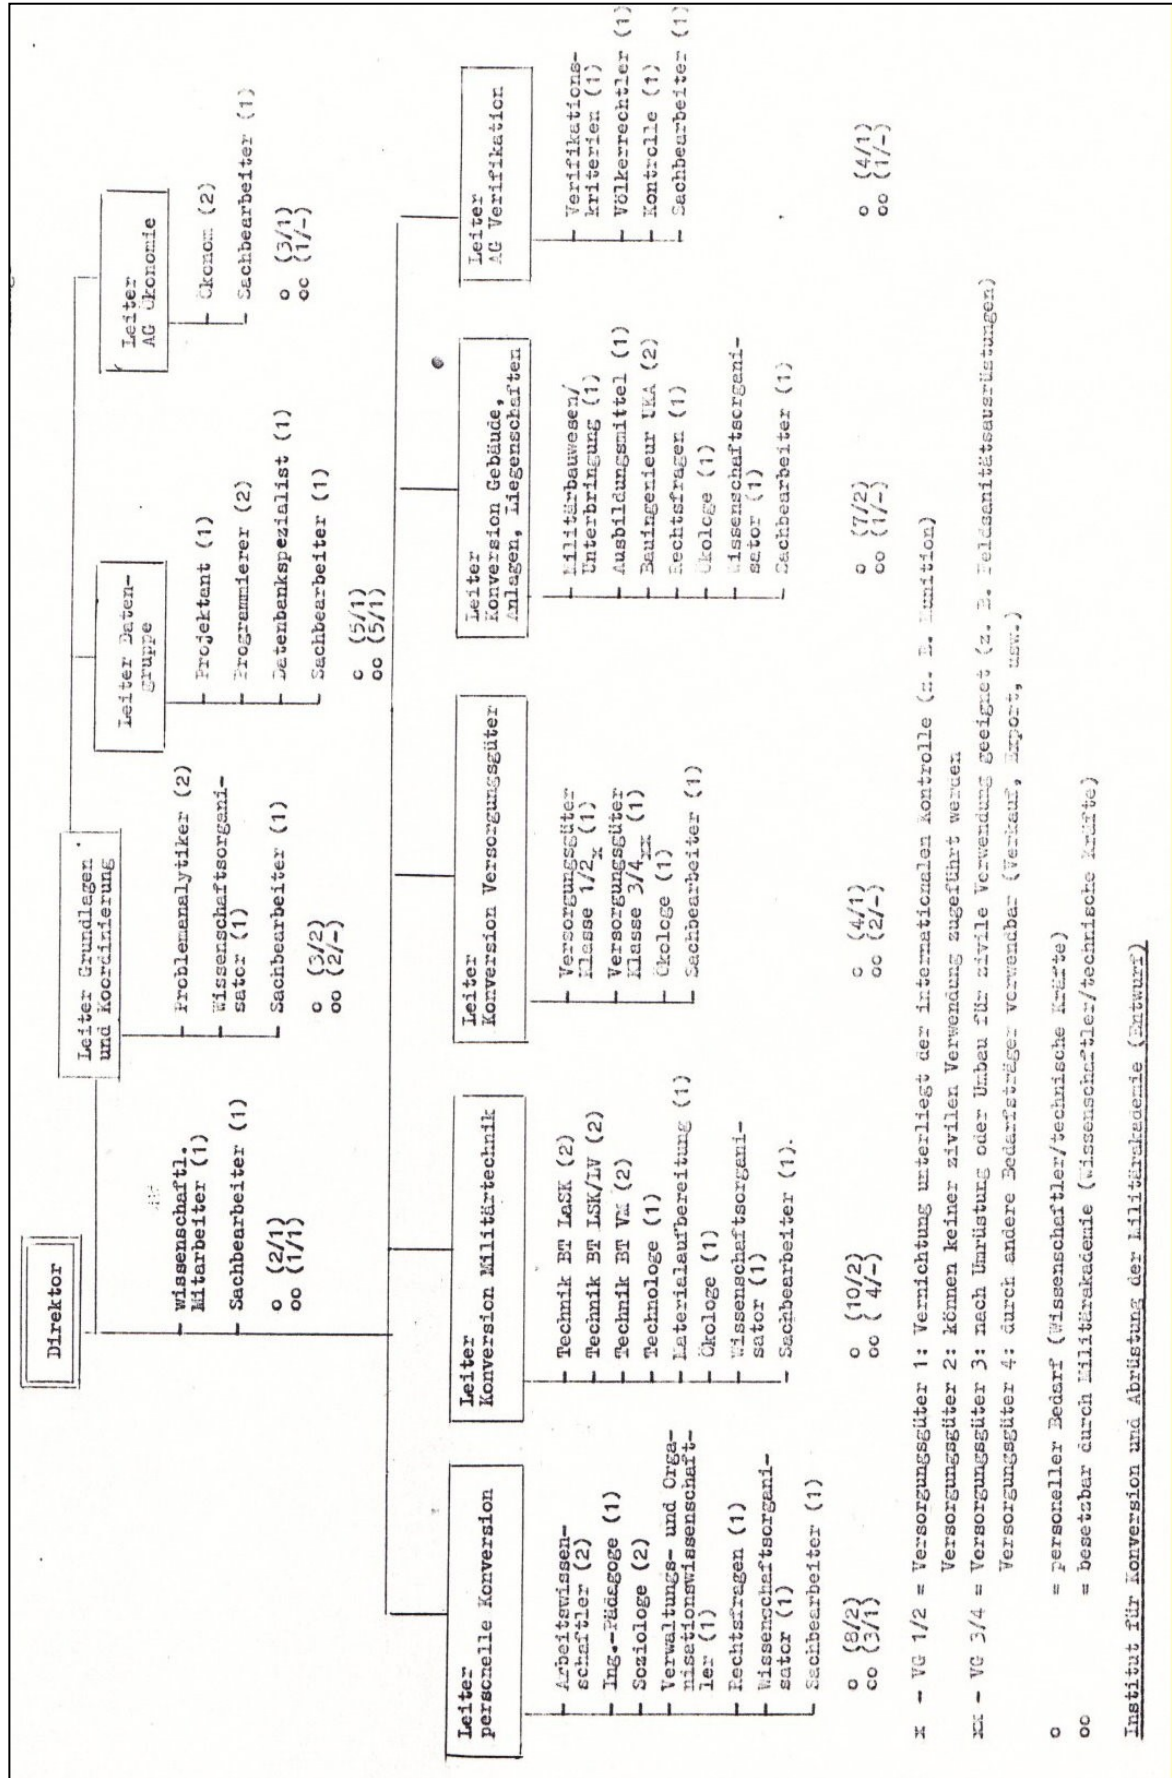 Direktor
wissenschaftl.
Mitarbeiter (1)
Sachbearbeiter (1)
o (2/1)
oo (1/1)
Leiter Grundlagen
und Koordinierung
Problemanalytiker (2)
Wissenschaftsorgani-
sator (1)
Sachbearbeiter (1)
o (3/2)
oo (2/-)
Leiter Daten-
gruppe
Projektant (1)
Programmierer (2)
Datenbankspezialist (1)
Sachbearbeiter (1)
o (5/1)
oo (5/1)
Leiter
AG Ökonomie
Ökonom (2)
Sachbearbeiter (1)
o (3/1)
oo (1/-)
Leiter
personelle Konversion
Arbeitswissen-
schaftler (2)
Ing.-Pädagoge (1)
Soziologe (2)
Verwaltungs- und Orga-
nisationswissenschaft-
ler (1)
Rechtsfragen (1)
Wissenschaftsorgani-
sator (1)
Sachbearbeiter (1)
o (8/2)
oo (3/1)
Leiter
Konversion Militärtechnik
Technik BT LaSK (2)
Technik BT LSK/LV (2)
Technik BT VM (2)
Technologe (1)
Materialaufbereitung (1)
Ökologe (1)
Wissenschaftsorgani-
sator (1)
Sachbearbeiter (1).
o (10/2)
oo ( 4/-)
Leiter
Konversion Versorgungsgüter
Versorgungsgüter
Klasse 1/2x (1)
Versorgungsgüter
Klasse 3/4xx (1)
Ökologe (1)
Sachbearbeiter (1)
o (4/1)
oo (2/-)
Leiter
Konversion Gebäude,
Anlagen, Liegenschaften
Militärbauwesen/
Unterbringung (1)
Ausbildungsmittel (1)
Bauingenieur UKA (2)
Rechtsfragen (1)
Ökologe (1)
Wissenschaftsorgani-
sator (1)
Sachbearbeiter (1)
o (7/2)
oo (1/-)
Leiter
AG Verifikation
Verifikations-
kriterien (1)
Völkerrechtler (1)
Kontrolle (1)
Sachbearbeiter (1)
o (4/1)
oo (1/-)
x - VG 1/2 = Versorgungsgüter 1: Vernichtung unterliegt der internationalen Kontrolle (z. B. Munition)
Versorgungsgüter 2: können keiner zivilen Verwendung zugeführt werden
xx - VG 3/4 = Versorgungsgüter 3: nach Umrüstung oder Umbau für zivile Verwendung geeignet (z. B. Feldsanitätsausrüstungen)
Versorgungsgüter 4: durch andere Bedarfsträger verwendbar (Verkauf, Export, usw.)
o = personeller Bedarf (Wissenschaftler/technische Kräfte)
oo = besetzbar durch Militärakademie (Wissenschaftler/technische Kräfte)
Institut für Konversion und Abrüstung der Militärakademie (Entwurf)